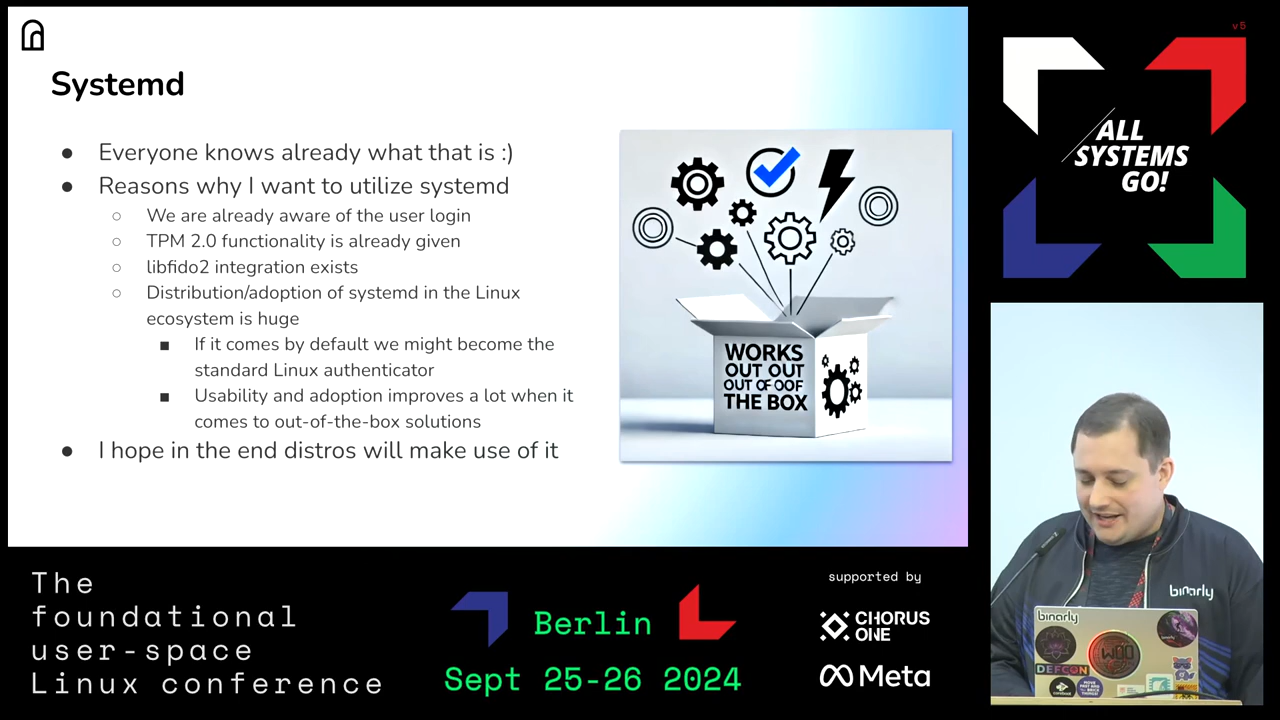 Systemd
Everyone knows already what that is :)
Reasons why I want to utilize systemd
We are already aware of the user login
TPM 2.0 functionality is already given
libfido2 integration exists
Distribution/adoption of systemd in the Linux
ecosystem is huge
If it comes by default we might become the
standard Linux authenticator
Usability and adoption improves a lot when it
comes to out-of-the-box solutions
I hope in the end distros will make use of it
WORKS
OUT OUT
OUT OF OOF
THE BOX
v5
ALL
SYSTEMS
GO!
binarly
binarly
WOO
DEFCON
The
foundational
user-space
Linux conference
Berlin
Sept 25-26 2024
supported by
CHORUS
ONE
Meta